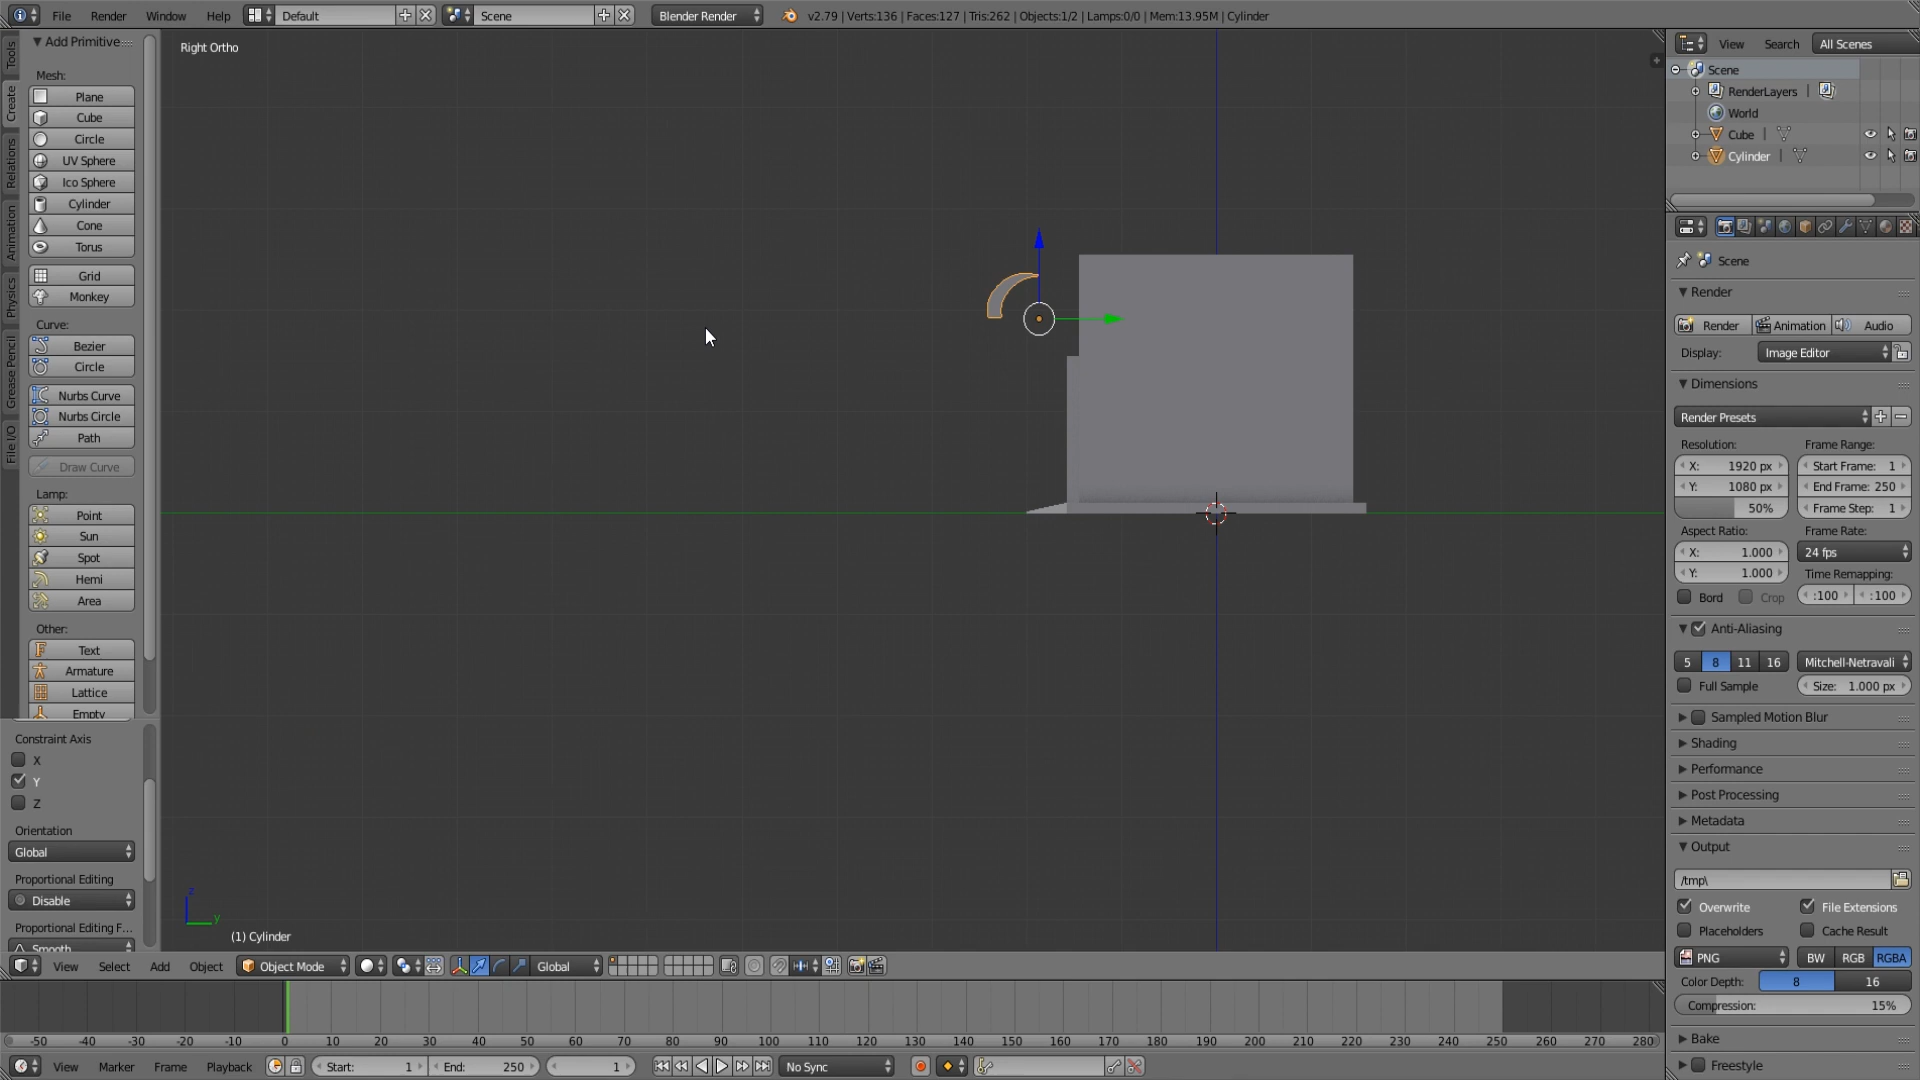 File Render Window Help Default Scene Blender Render v2.79 | Verts:136 | Faces:127 | Tris:262 | Objects:1/2 | Lamps:0/0 | Mem:13.95M | Cylinder
Tools
Create
Relations
Animation
Physics
Grease Pencil
File I/O
Add Primitive
Mesh:
Plane
Cube
Circle
UV Sphere
Ico Sphere
Cylinder
Cone
Torus
Grid
Monkey
Curve:
Bezier
Circle
Nurbs Curve
Nurbs Circle
Path
Draw Curve
Lamp:
Point
Sun
Spot
Hemi
Area
Other:
Text
Armature
Lattice
Empty
Constraint Axis
X
Y
Z
Orientation
Global
Proportional Editing
Disable
Proportional Editing F...
Smooth
Right Ortho
z
y
(1) Cylinder
View Select Add Object Object Mode Global
-50 -40 -30 -20 -10 0 10 20 30 40 50 60 70 80 90 100 110 120 130 140 150 160 170 180 190 200 210 220 230 240 250 260 270 280
View Marker Frame Playback Start: 1 End: 250 1 No Sync
View Search All Scenes
Scene
RenderLayers |
World
Cube |
Cylinder |
Scene
Render
Render Animation Audio
Display: Image Editor
Dimensions
Render Presets
Resolution: Frame Range:
X: 1920 px Start Frame: 1
Y: 1080 px End Frame: 250
50% Frame Step: 1
Aspect Ratio: Frame Rate:
X: 1.000 24 fps
Y: 1.000 Time Remapping:
Bord Crop :100 :100
Anti-Aliasing
5 8 11 16 Mitchell-Netravali
Full Sample Size: 1.000 px
Sampled Motion Blur
Shading
Performance
Post Processing
Metadata
Output
/tmp\
Overwrite File Extensions
Placeholders Cache Result
PNG BW RGB RGBA
Color Depth: 8 16
Compression: 15%
Bake
Freestyle